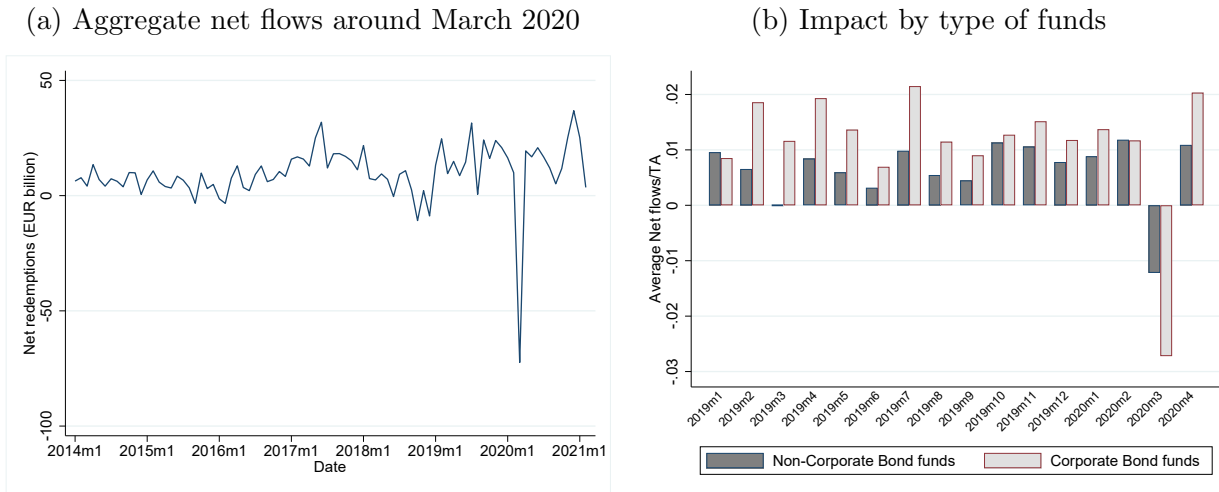 (a) Aggregate net flows around March 2020
Net redemptions (EUR billion)
50
0
-50
-100
2014m1 2015m1 2016m1 2017m1 2018m1 2019m1 2020m1 2021m1
Date
(b) Impact by type of funds
Average Net flows/TA
.02
.01
0
-.01
-.02
-.03
2019m1 2019m2 2019m3 2019m4 2019m5 2019m6 2019m7 2019m8 2019m9 2019m10 2019m11 2019m12 2020m1 2020m2 2020m3 2020m4
Non-Corporate Bond funds Corporate Bond funds